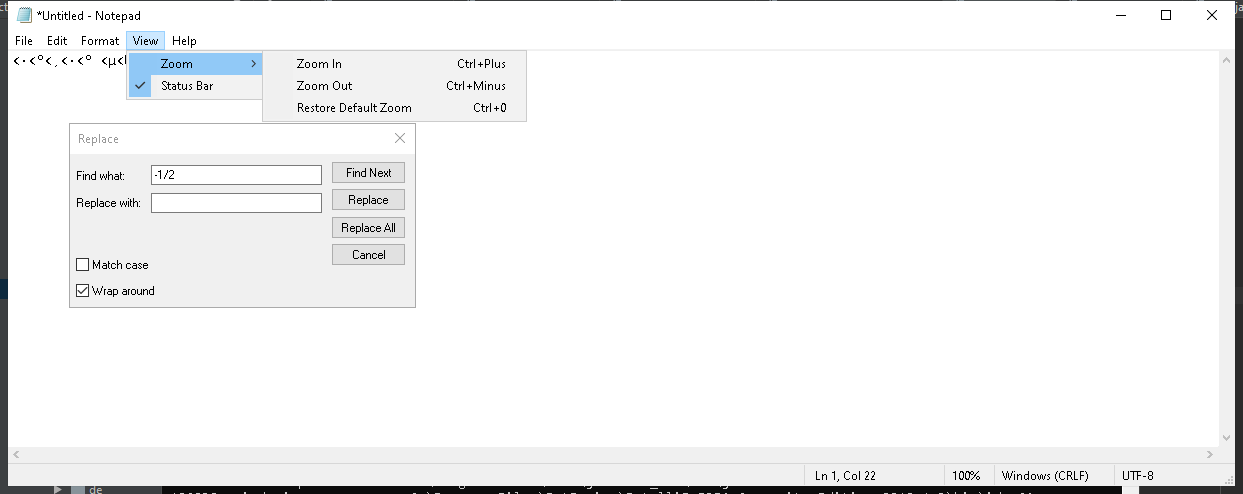 *Untitled - Notepad
File Edit Format View Help
<·<º<¸<·<º <µ<
Zoom > Zoom In Ctrl+Plus
Status Bar Zoom Out Ctrl+Minus
Restore Default Zoom Ctrl+0
Replace
Find what: -1/2 Find Next
Replace with: Replace
Replace All
Cancel
Match case
Wrap around
Ln 1, Col 22 100% Windows (CRLF) UTF-8
de